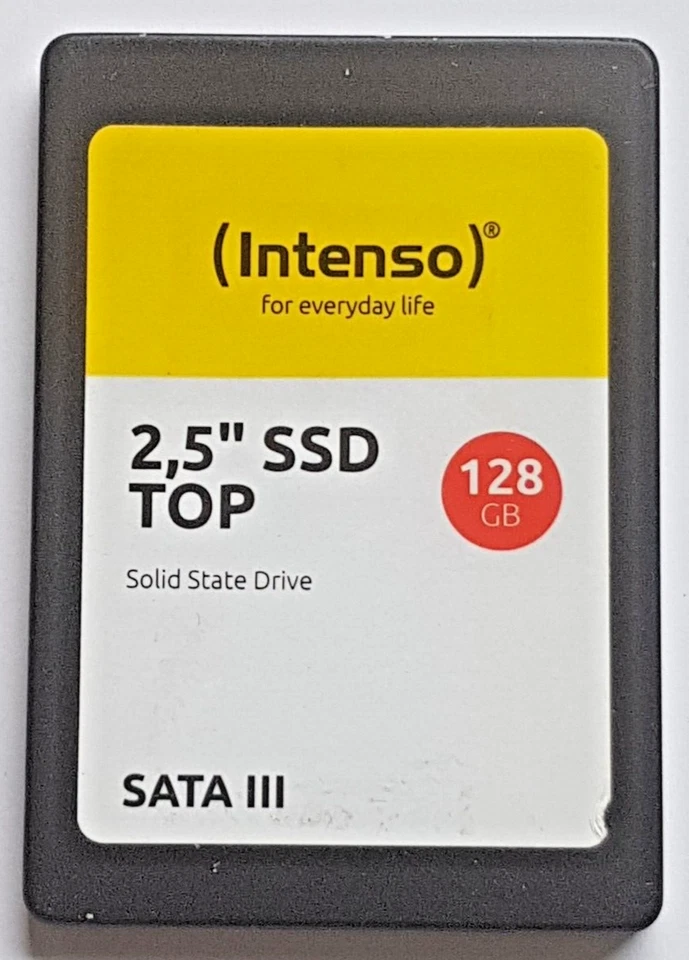 (Intenso)®
for everyday life
2,5" SSD
TOP
128
GB
Solid State Drive
SATA III